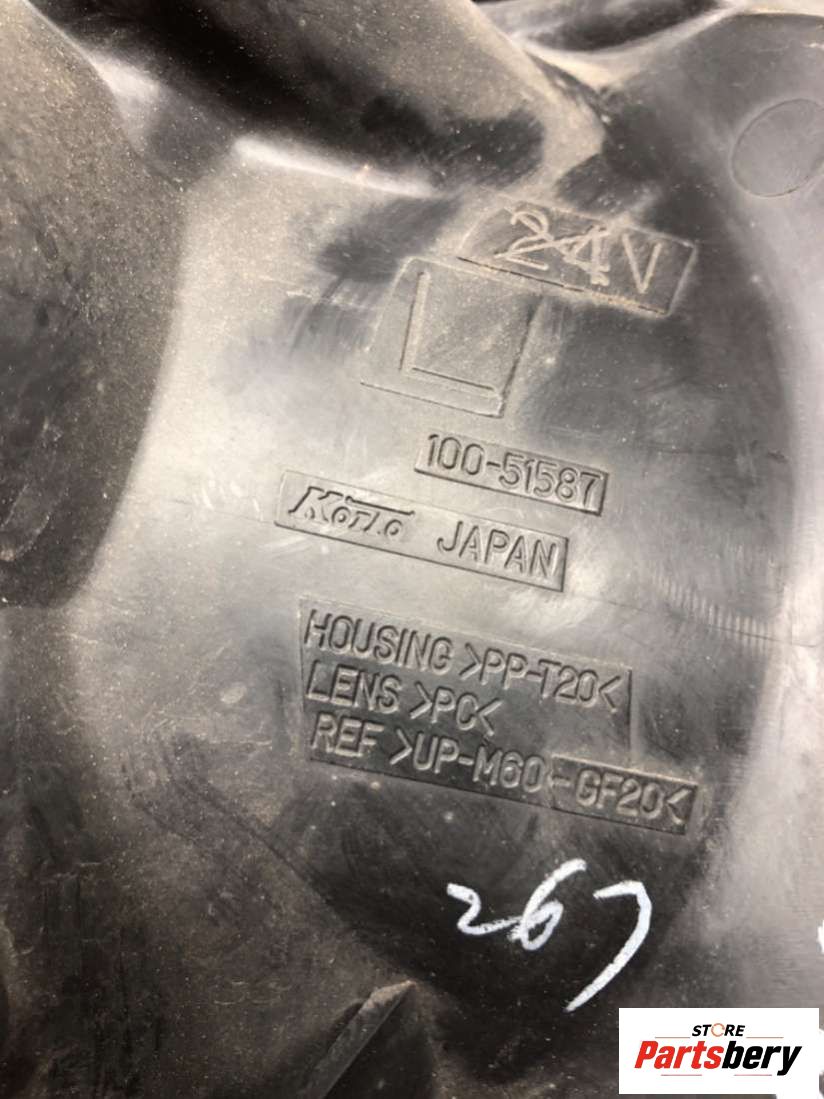 24V
L
100-51587
KOITO JAPAN
HOUSING >PP-T20<
LENS >PC<
REF >UP-M60-GF20<
267
STORE
Partsbery